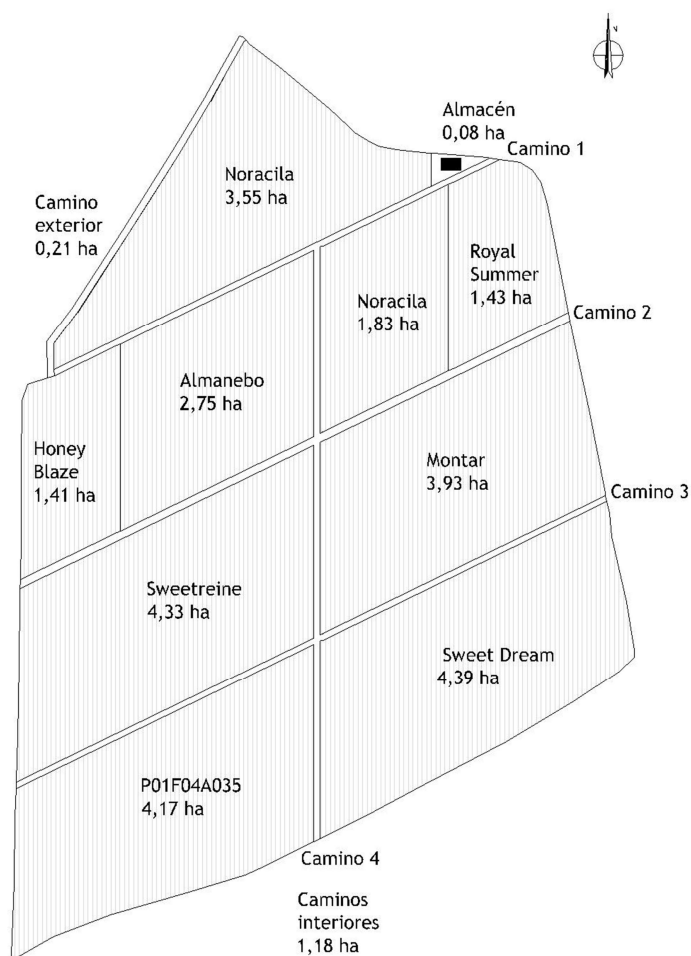 N
Almacén
0,08 ha
Camino 1
Noracila
3,55 ha
Camino
exterior
0,21 ha
Royal
Summer
1,43 ha
Noracila
1,83 ha
Camino 2
Almanebo
2,75 ha
Honey
Blaze
1,41 ha
Montar
3,93 ha
Camino 3
Sweetreine
4,33 ha
Sweet Dream
4,39 ha
P01F04A035
4,17 ha
Camino 4
Caminos
interiores
1,18 ha